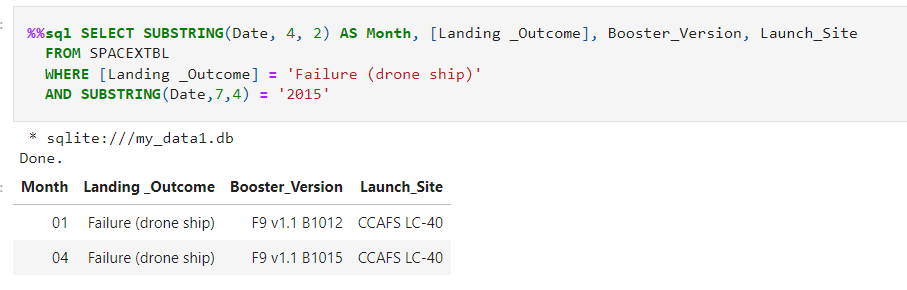 %%sql SELECT SUBSTRING(Date, 4, 2) AS Month, [Landing _Outcome], Booster_Version, Launch_Site
FROM SPACEXTBL
WHERE [Landing _Outcome] = 'Failure (drone ship)'
AND SUBSTRING(Date,7,4) = '2015'
* sqlite:///my_data1.db
Done.
Month Landing _Outcome Booster_Version Launch_Site
01 Failure (drone ship) F9 v1.1 B1012 CCAFS LC-40
04 Failure (drone ship) F9 v1.1 B1015 CCAFS LC-40